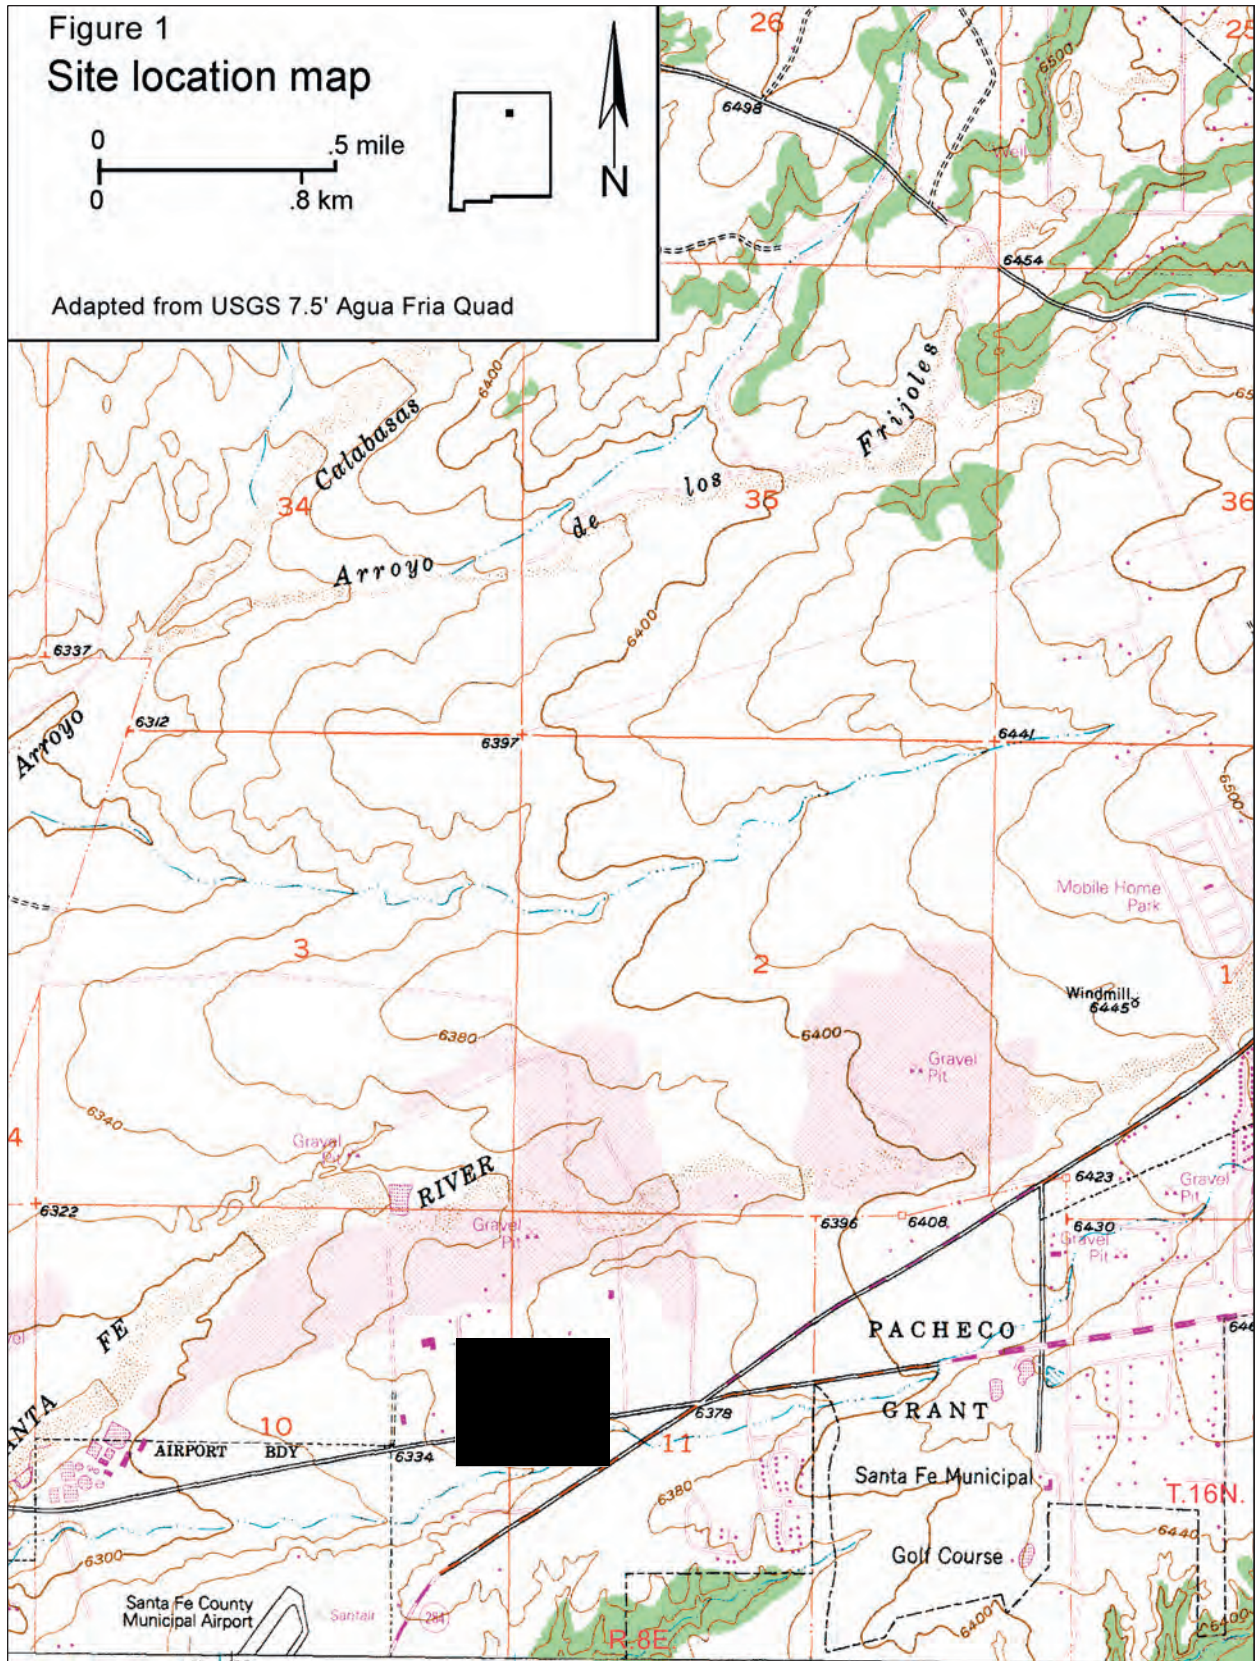 Figure 1
Site location map
0
.5 mile
0
.8 km
N
Adapted from USGS 7.5' Agua Fria Quad
26
25
6500
6498
Well
6454
6400
Calabasas
Frijoles
los
34
35
36
de
Arroyo
6400
6337
6312
Arroyo
6397
6441
6500
Mobile Home
Park
3
2
1
Windmill
6445
6380
6400
Gravel
Pit
6340
4
Gravel
Pit
RIVER
6423
Gravel
Pit
6322
Gravel
Pit
6396
6408
6430
Gravel
Pit
FE
PACHECO
6378
GRANT
10
11
AIRPORT BDY
6334
Santa Fe Municipal
6380
T.16N.
6440
6300
Golf Course
Santa Fe County
Municipal Airport
Santair
284
6400
6400
R.8E